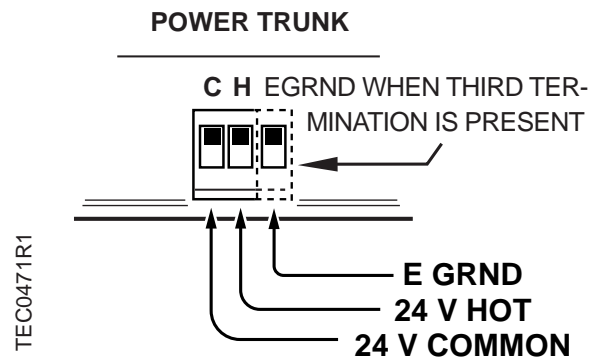 POWER TRUNK
C H EGRND WHEN THIRD TER-
MINATION IS PRESENT
E GRND
24 V HOT
24 V COMMON
TEC0471R1